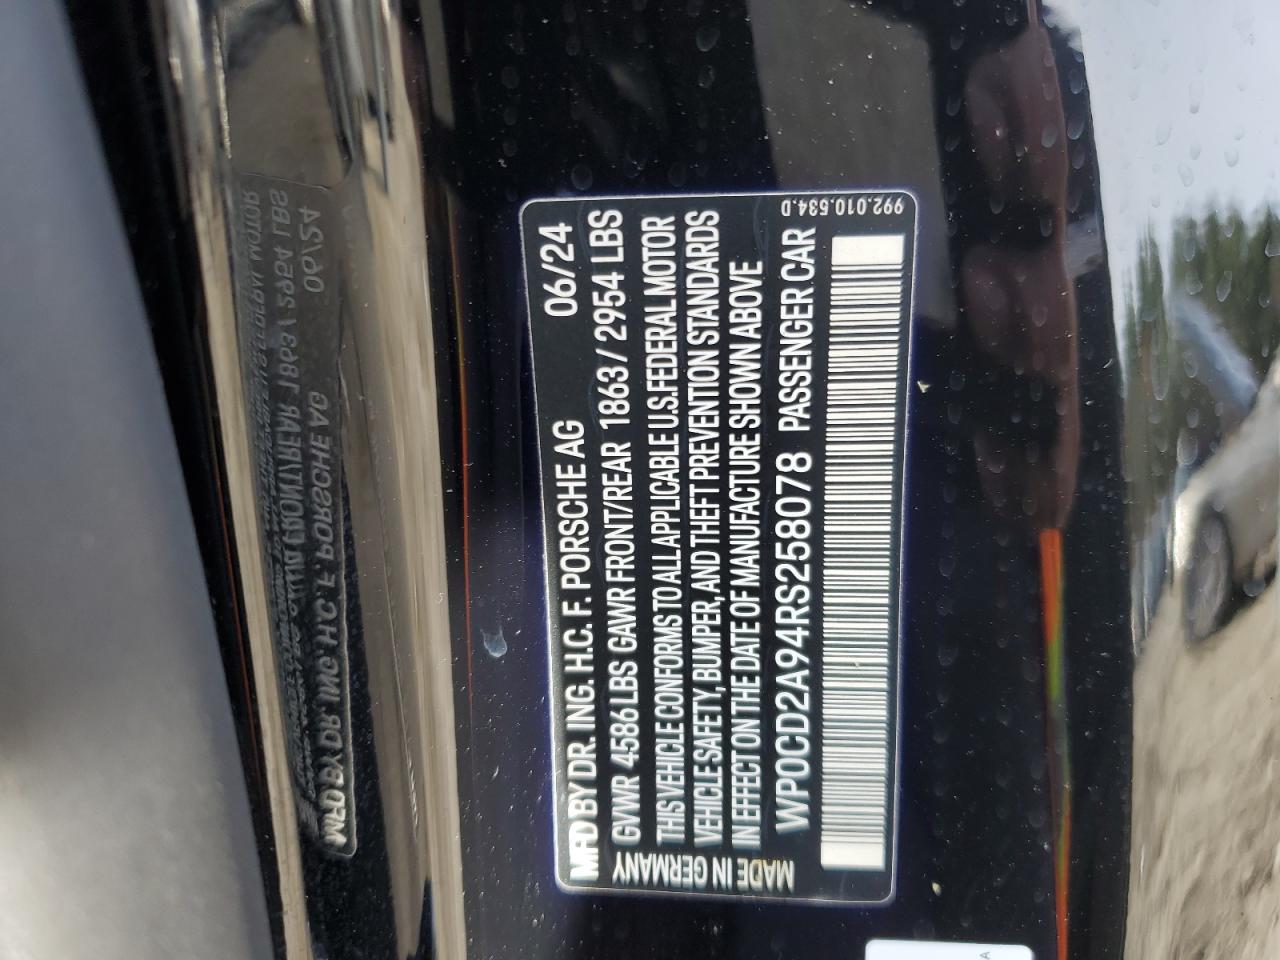 MFD BY DR. ING. H.C. F. PORSCHE AG 06/24
GVWR 4586LBS GAWR FRONT/REAR 1863/2954 LBS
THIS VEHICLE CONFORMS TO ALL APPLICABLE U.S. FEDERAL MOTOR
VEHICLE SAFETY, BUMPER, AND THEFT PREVENTION STANDARDS
IN EFFECT ON THE DATE OF MANUFACTURE SHOWN ABOVE
WP0CD2A94RS258078 PASSENGER CAR
MADE IN GERMANY
992.010.534.D